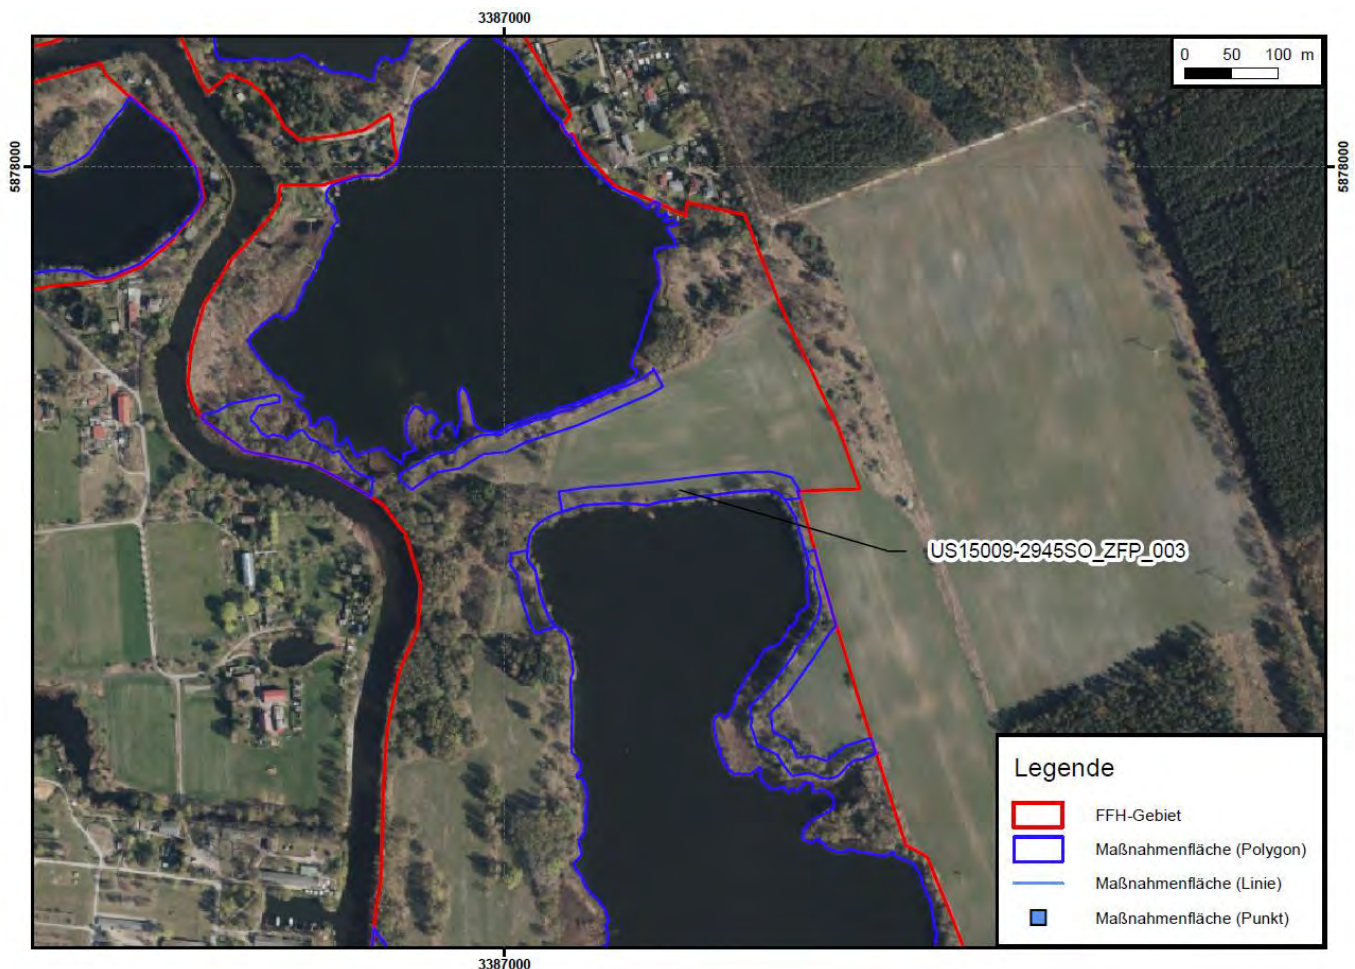 3387000
0 50 100 m
5878000
5878000
US15009-2945SO_ZFP_003
Legende
FFH-Gebiet
Maßnahmenfläche (Polygon)
Maßnahmenfläche (Linie)
Maßnahmenfläche (Punkt)
3387000